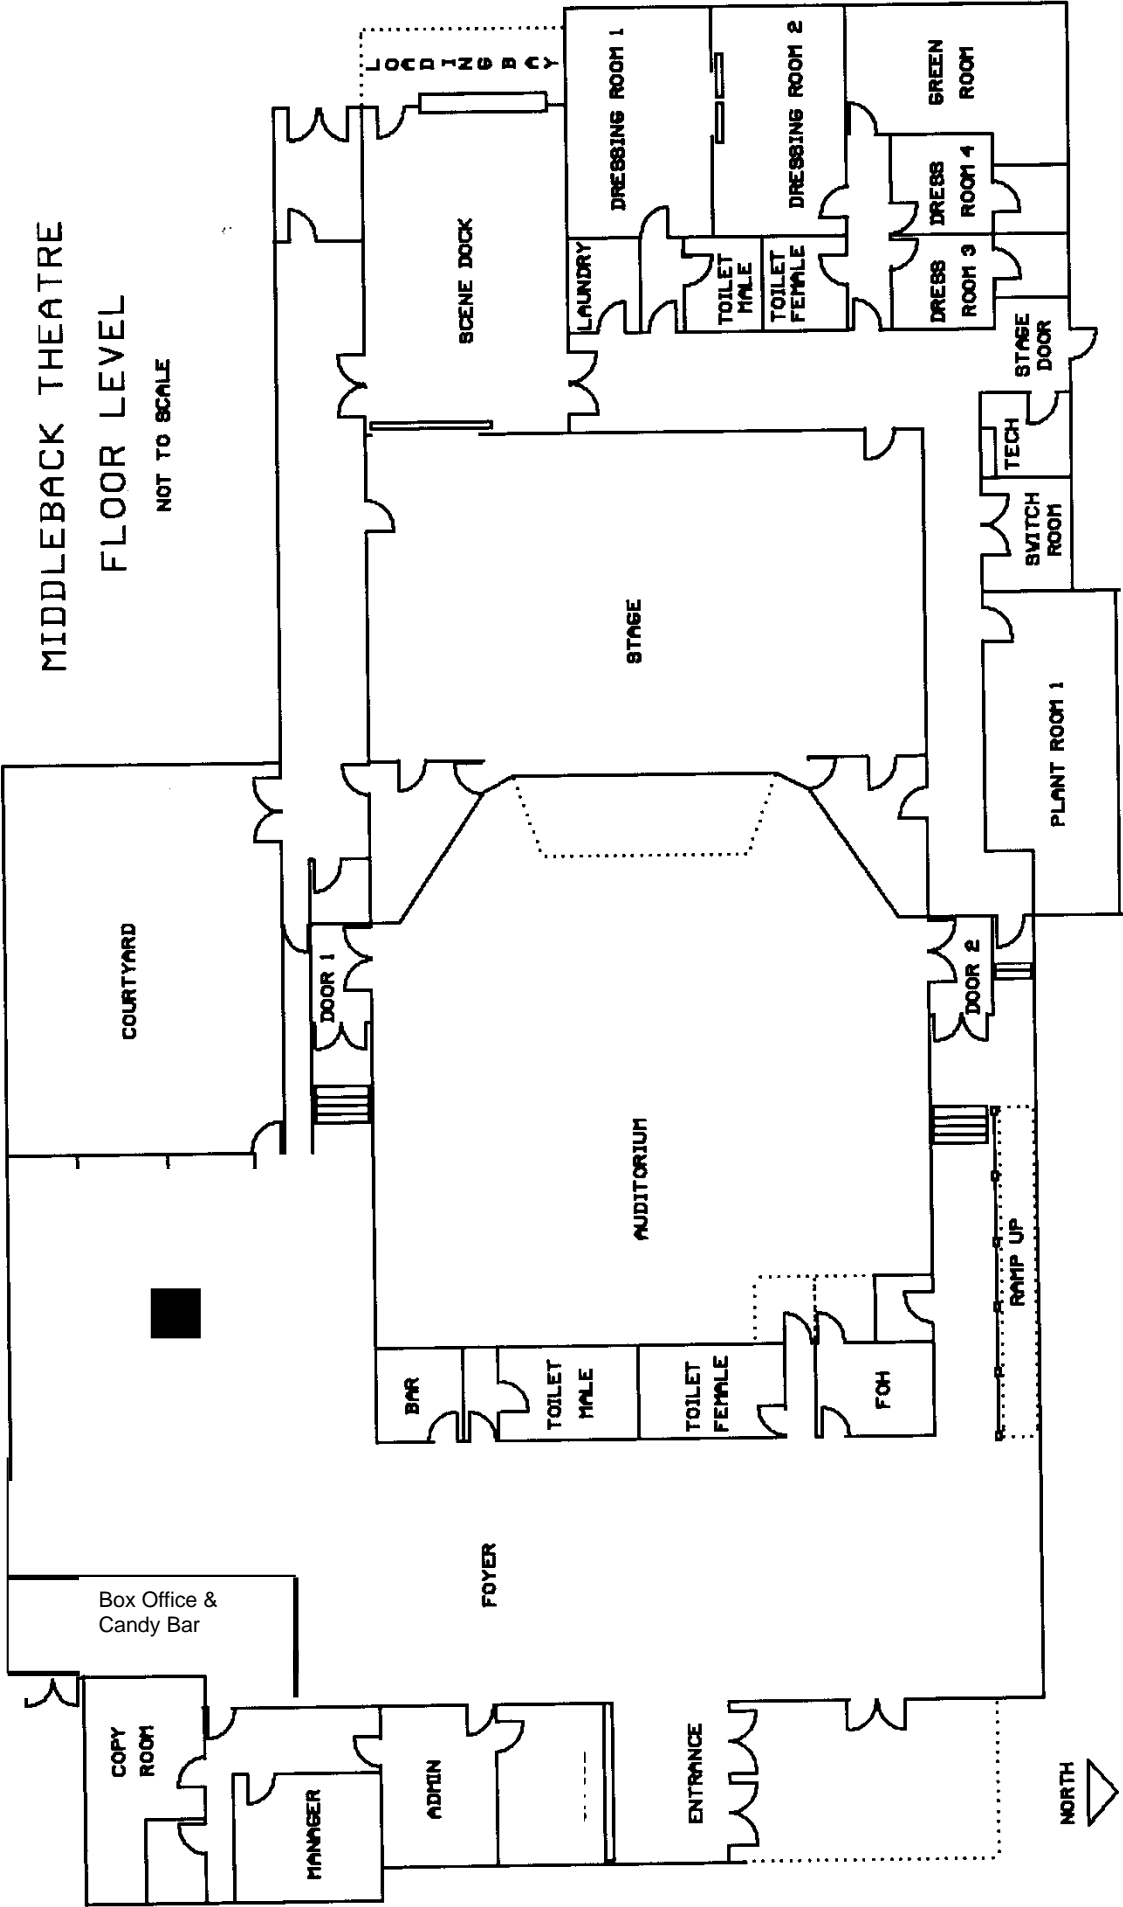 MIDDLEBACK THEATRE
FLOOR LEVEL
NOT TO SCALE
LOADING BAY
DRESSING ROOM 1
DRESSING ROOM 2
GREEN
ROOM
DRESS
ROOM 4
DRESS
ROOM 3
SCENE DOCK
LAUNDRY
TOILET
MALE
TOILET
FEMALE
STAGE
DOOR
TECH
SWITCH
ROOM
STAGE
PLANT ROOM 1
COURTYARD
DOOR 1
DOOR 2
AUDITORIUM
RAMP UP
BAR
TOILET
MALE
TOILET
FEMALE
FOH
FOYER
Box Office &
Candy Bar
COPY
ROOM
MANAGER
ADMIN
ENTRANCE
NORTH